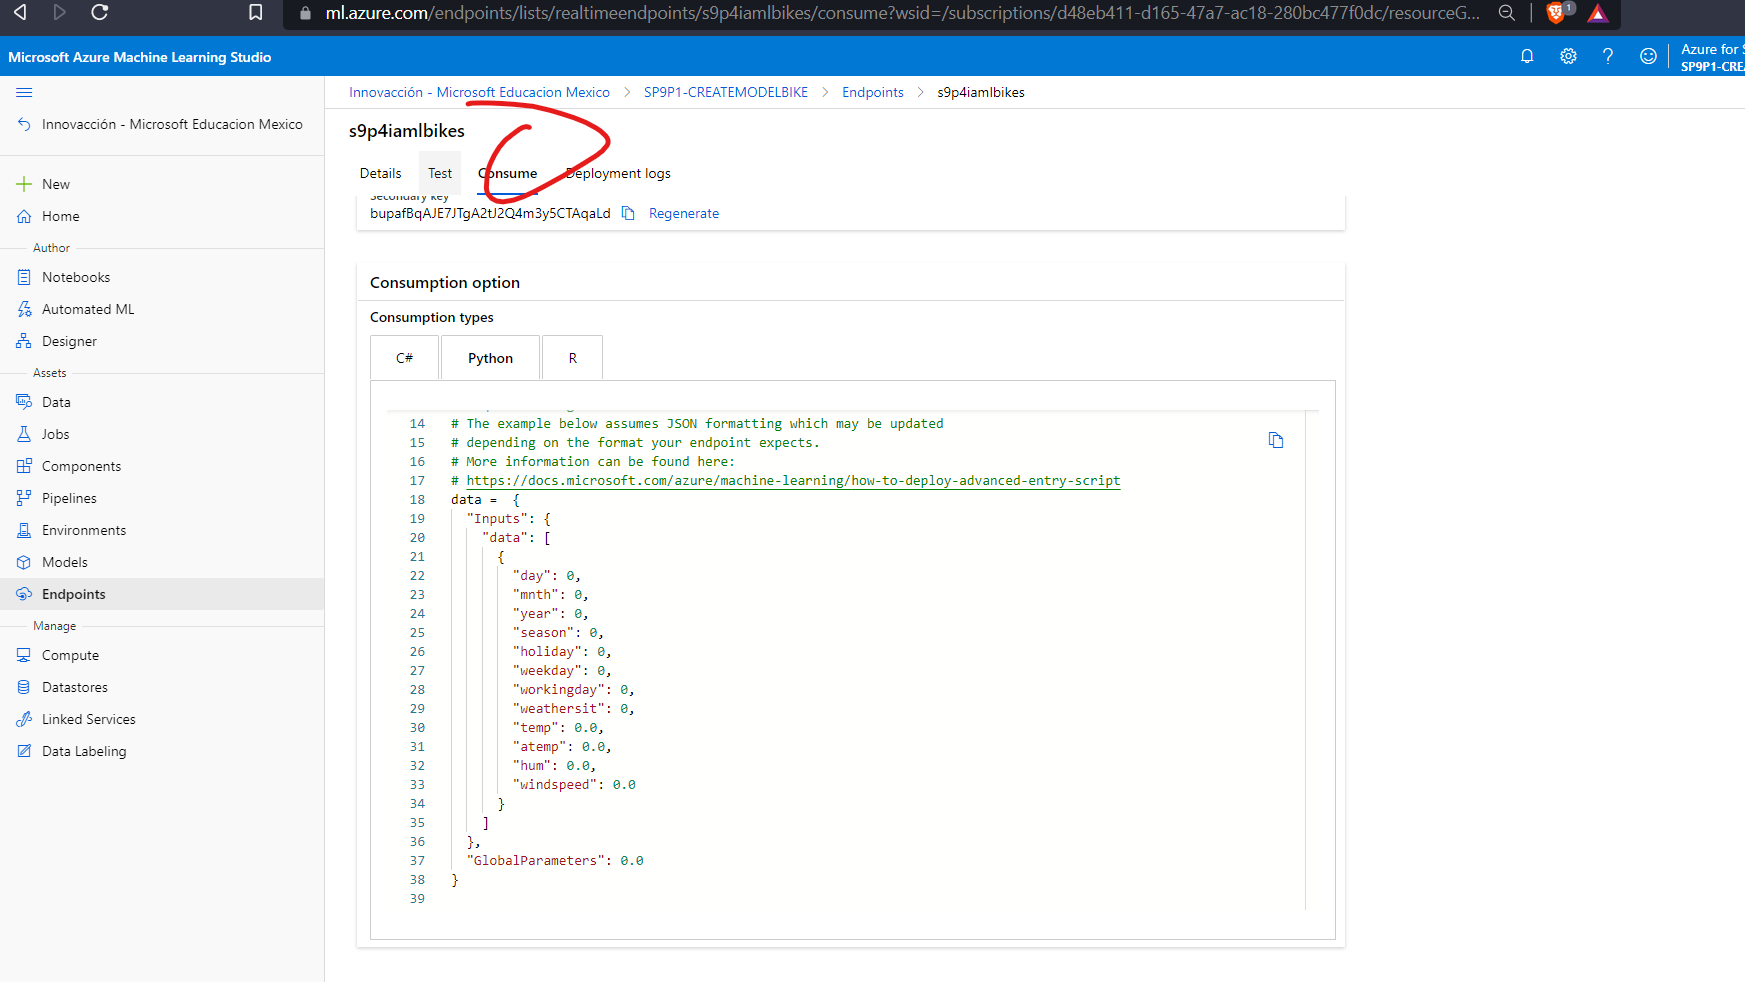 ml.azure.com/endpoints/lists/realtimeendpoints/s9p4iamlbikes/consume?wsid=/subscriptions/d48eb411-d165-47a7-ac18-280bc477f0dc/resourceG...
1
Microsoft Azure Machine Learning Studio
Azure for S
SP9P1-CREA
Innovacción - Microsoft Educacion Mexico
New
Home
Author
Notebooks
Automated ML
Designer
Assets
Data
Jobs
Components
Pipelines
Environments
Models
Endpoints
Manage
Compute
Datastores
Linked Services
Data Labeling
Innovacción - Microsoft Educacion Mexico > SP9P1-CREATEMODELBIKE > Endpoints > s9p4iamlbikes
s9p4iamlbikes
Details Test Consume Deployment logs
Secondary key
bupafBqAJE7JTgA2tJ2Q4m3y5CTAqaLd Regenerate
Consumption option
Consumption types
C# Python R
14 # The example below assumes JSON formatting which may be updated
15 # depending on the format your endpoint expects.
16 # More information can be found here:
17 # https://docs.microsoft.com/azure/machine-learning/how-to-deploy-advanced-entry-script
18 data = {
19 "Inputs": {
20 "data": [
21 {
22 "day": 0,
23 "mnth": 0,
24 "year": 0,
25 "season": 0,
26 "holiday": 0,
27 "weekday": 0,
28 "workingday": 0,
29 "weathersit": 0,
30 "temp": 0.0,
31 "atemp": 0.0,
32 "hum": 0.0,
33 "windspeed": 0.0
34 }
35 ]
36 },
37 "GlobalParameters": 0.0
38 }
39